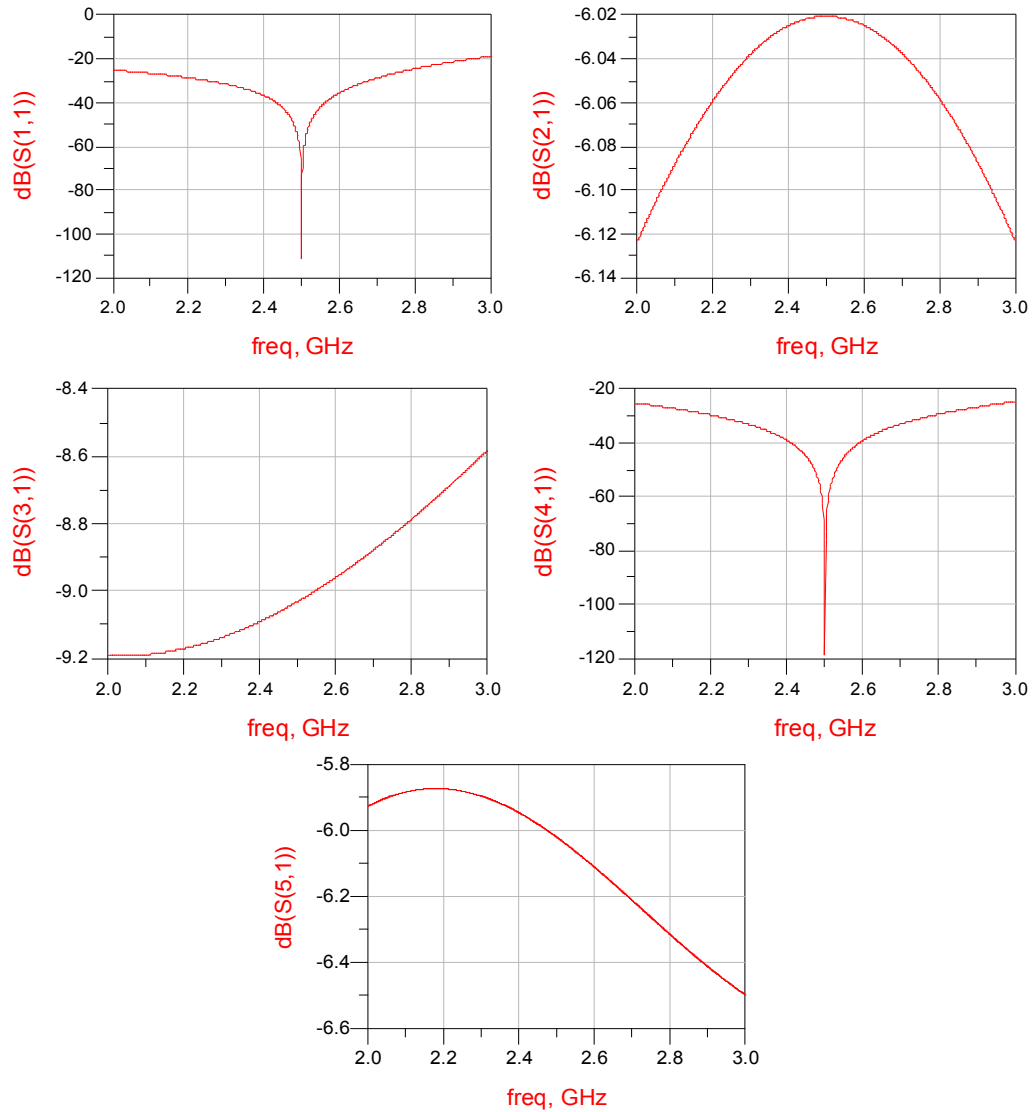 dB(S(1,1))
0
-20
-40
-60
-80
-100
-120
2.0 2.2 2.4 2.6 2.8 3.0
freq, GHz
dB(S(2,1))
-6.02
-6.04
-6.06
-6.08
-6.10
-6.12
-6.14
2.0 2.2 2.4 2.6 2.8 3.0
freq, GHz
dB(S(3,1))
-8.4
-8.6
-8.8
-9.0
-9.2
2.0 2.2 2.4 2.6 2.8 3.0
freq, GHz
dB(S(4,1))
-20
-40
-60
-80
-100
-120
2.0 2.2 2.4 2.6 2.8 3.0
freq, GHz
dB(S(5,1))
-5.8
-6.0
-6.2
-6.4
-6.6
2.0 2.2 2.4 2.6 2.8 3.0
freq, GHz